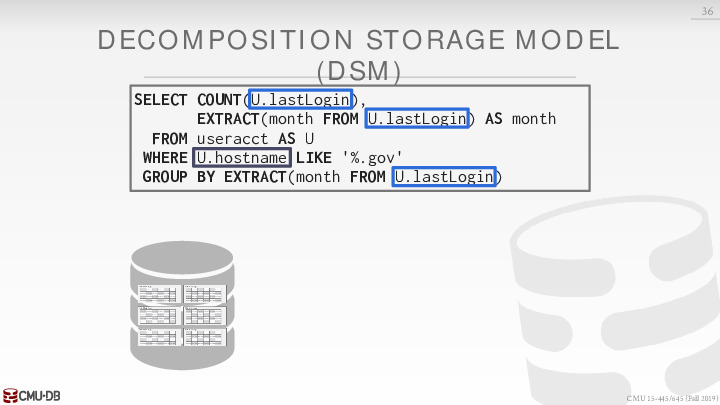 36
DECOMPOSITION STORAGE MODEL
(DSM)
SELECT COUNT(U.lastLogin),
EXTRACT(month FROM U.lastLogin) AS month
FROM useracct AS U
WHERE U.hostname LIKE '%.gov'
GROUP BY EXTRACT(month FROM U.lastLogin)
CMU·DB
CMU 15-445/645 (Fall 2019)